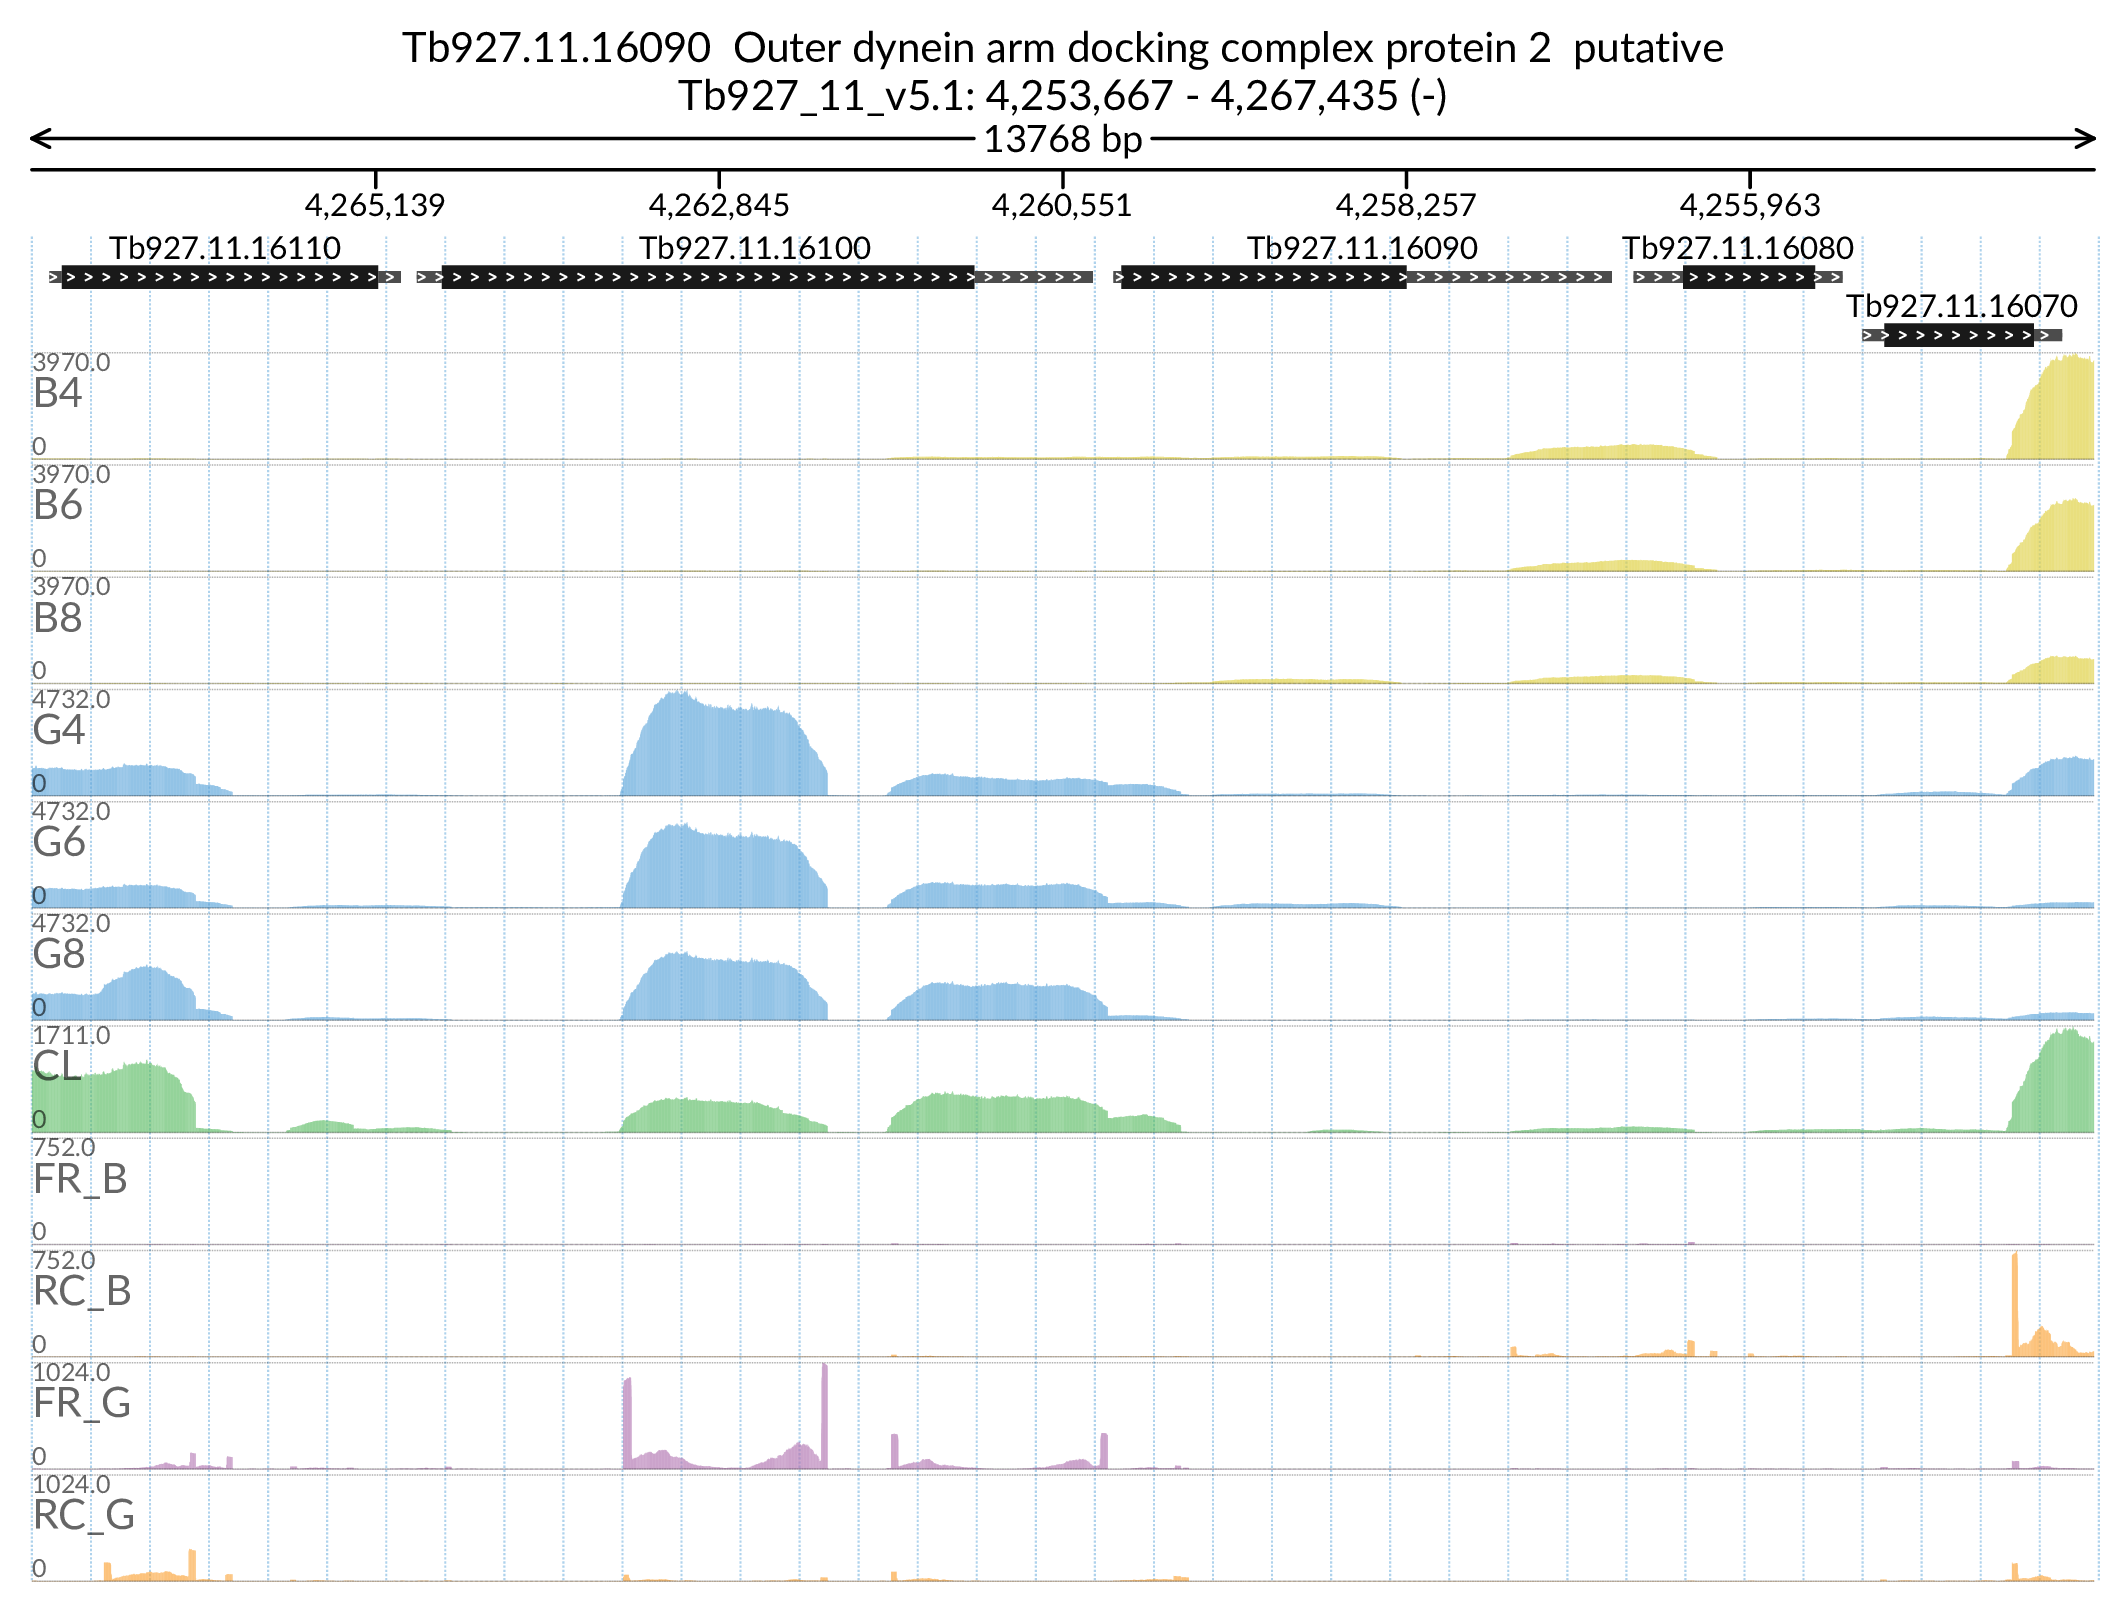 Tb927.11.16090  Outer dynein arm docking complex protein 2  putative
Tb927_11_v5.1: 4,253,667 - 4,267,435 (-)
13768 bp
4,265,139 4,262,845 4,260,551 4,258,257 4,255,963
Tb927.11.16110 Tb927.11.16100 Tb927.11.16090 Tb927.11.16080
Tb927.11.16070
3970.0
B4
0
3970.0
B6
0
3970.0
B8
0
4732.0
G4
0
4732.0
G6
0
4732.0
G8
0
1711.0
CL
0
752.0
FR_B
0
752.0
RC_B
0
1024.0
FR_G
0
1024.0
RC_G
0